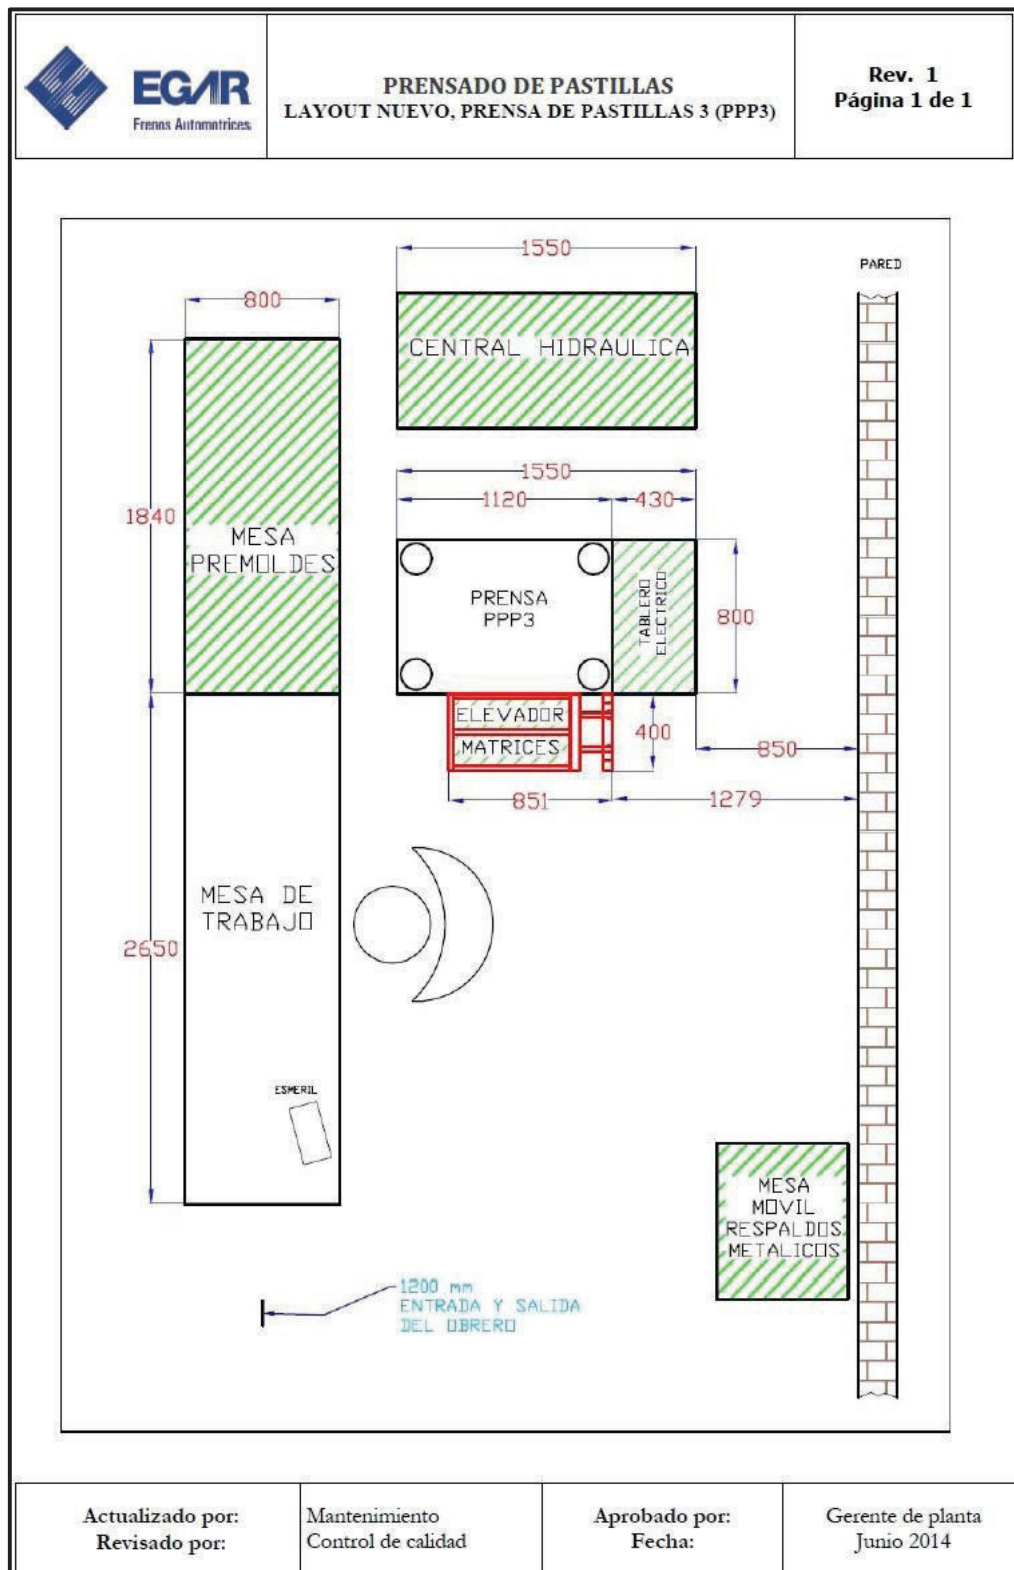 EGAR
Frenos Automotrices
PRENSADO DE PASTILLAS
LAYOUT NUEVO, PRENSA DE PASTILLAS 3 (PPP3)
Rev. 1
Página 1 de 1
1550
PARED
800
CENTRAL HIDRAULICA
1550
1120
430
1840
MESA
PREMOLDES
PRENSA
PPP3
TABLERO
ELECTRICO
800
ELEVADOR
MATRICES
400
850
851
1279
MESA DE
TRABAJO
2650
ESMERIL
MESA
MOVIL
RESPALDOS
METALICOS
1200 mm
ENTRADA Y SALIDA
DEL OBRERO
Actualizado por:
Revisado por:
Mantenimiento
Control de calidad
Aprobado por:
Fecha:
Gerente de planta
Junio 2014